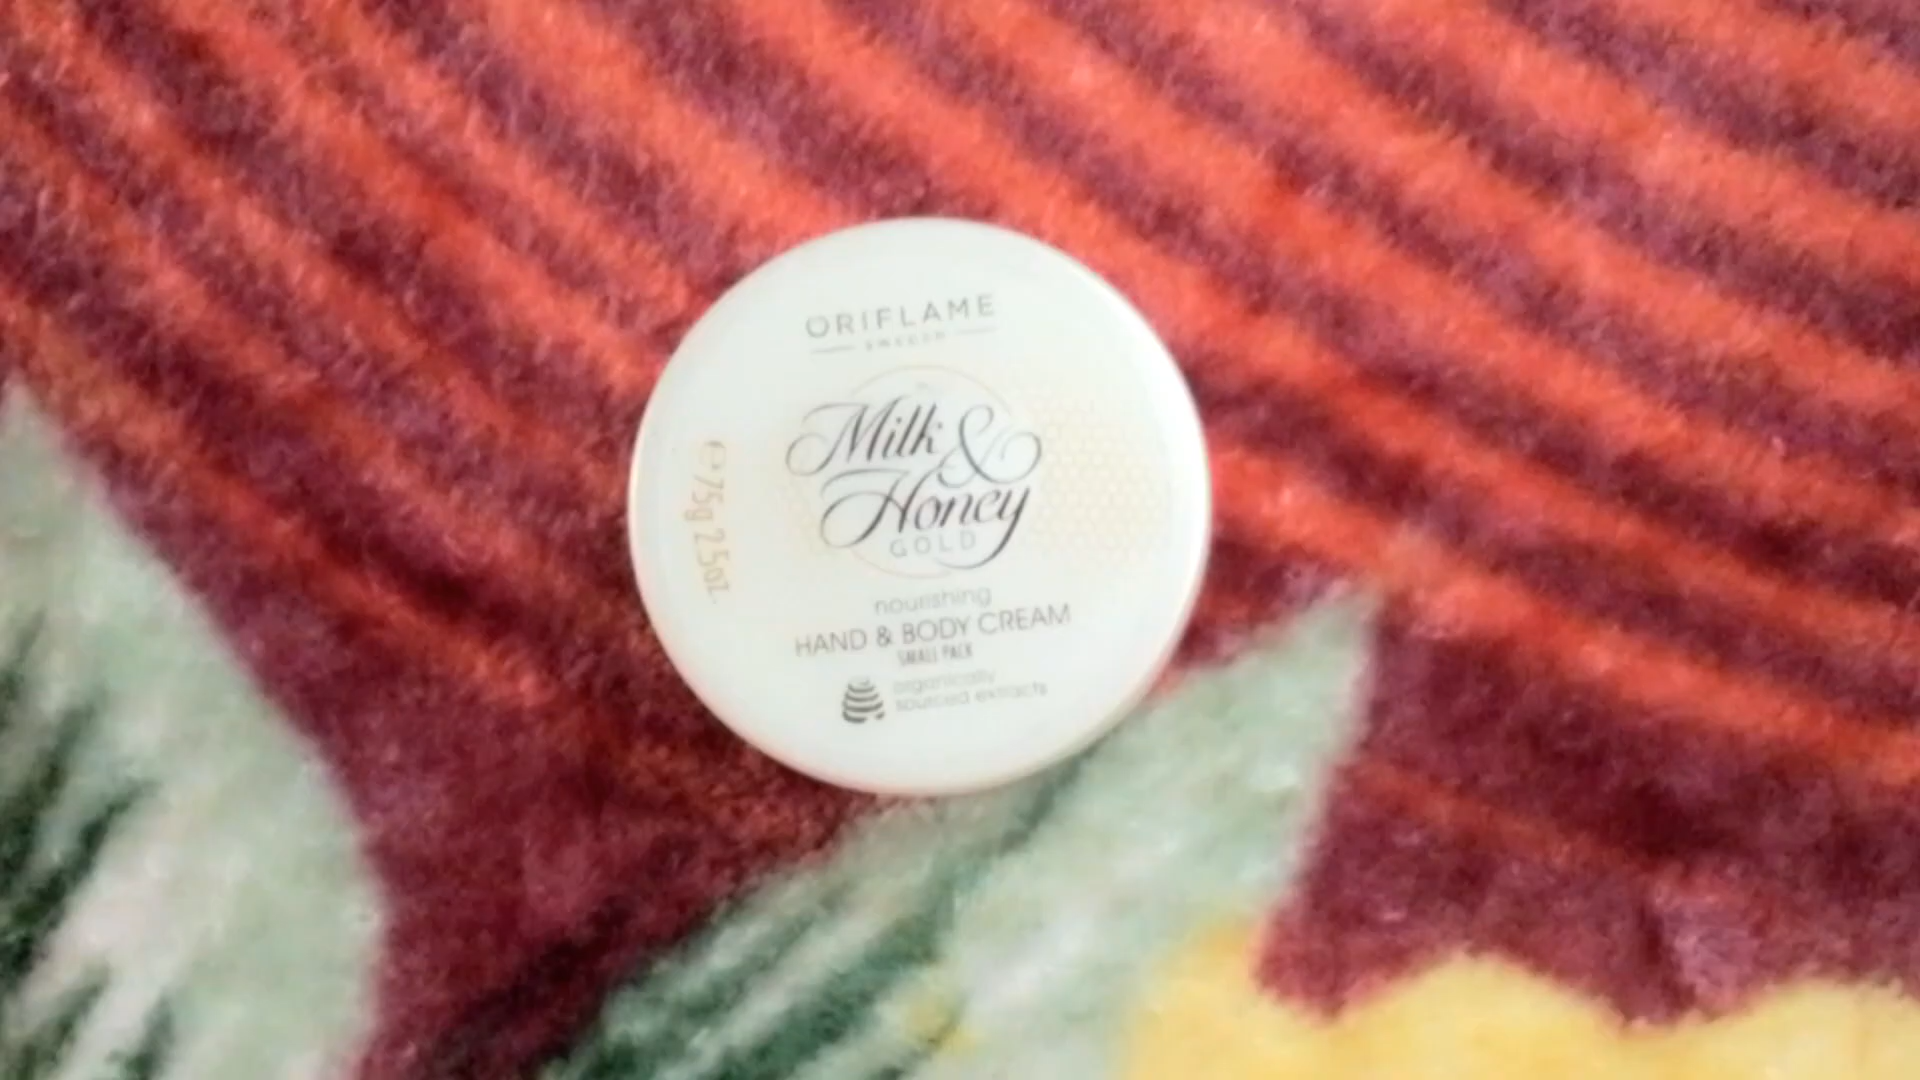 ORIFLAME
SWEDEN
Milk &
Honey
GOLD
nourishing
HAND & BODY CREAM
SMALL PACK
organically
sourced extracts
℮75g 2.5oz.